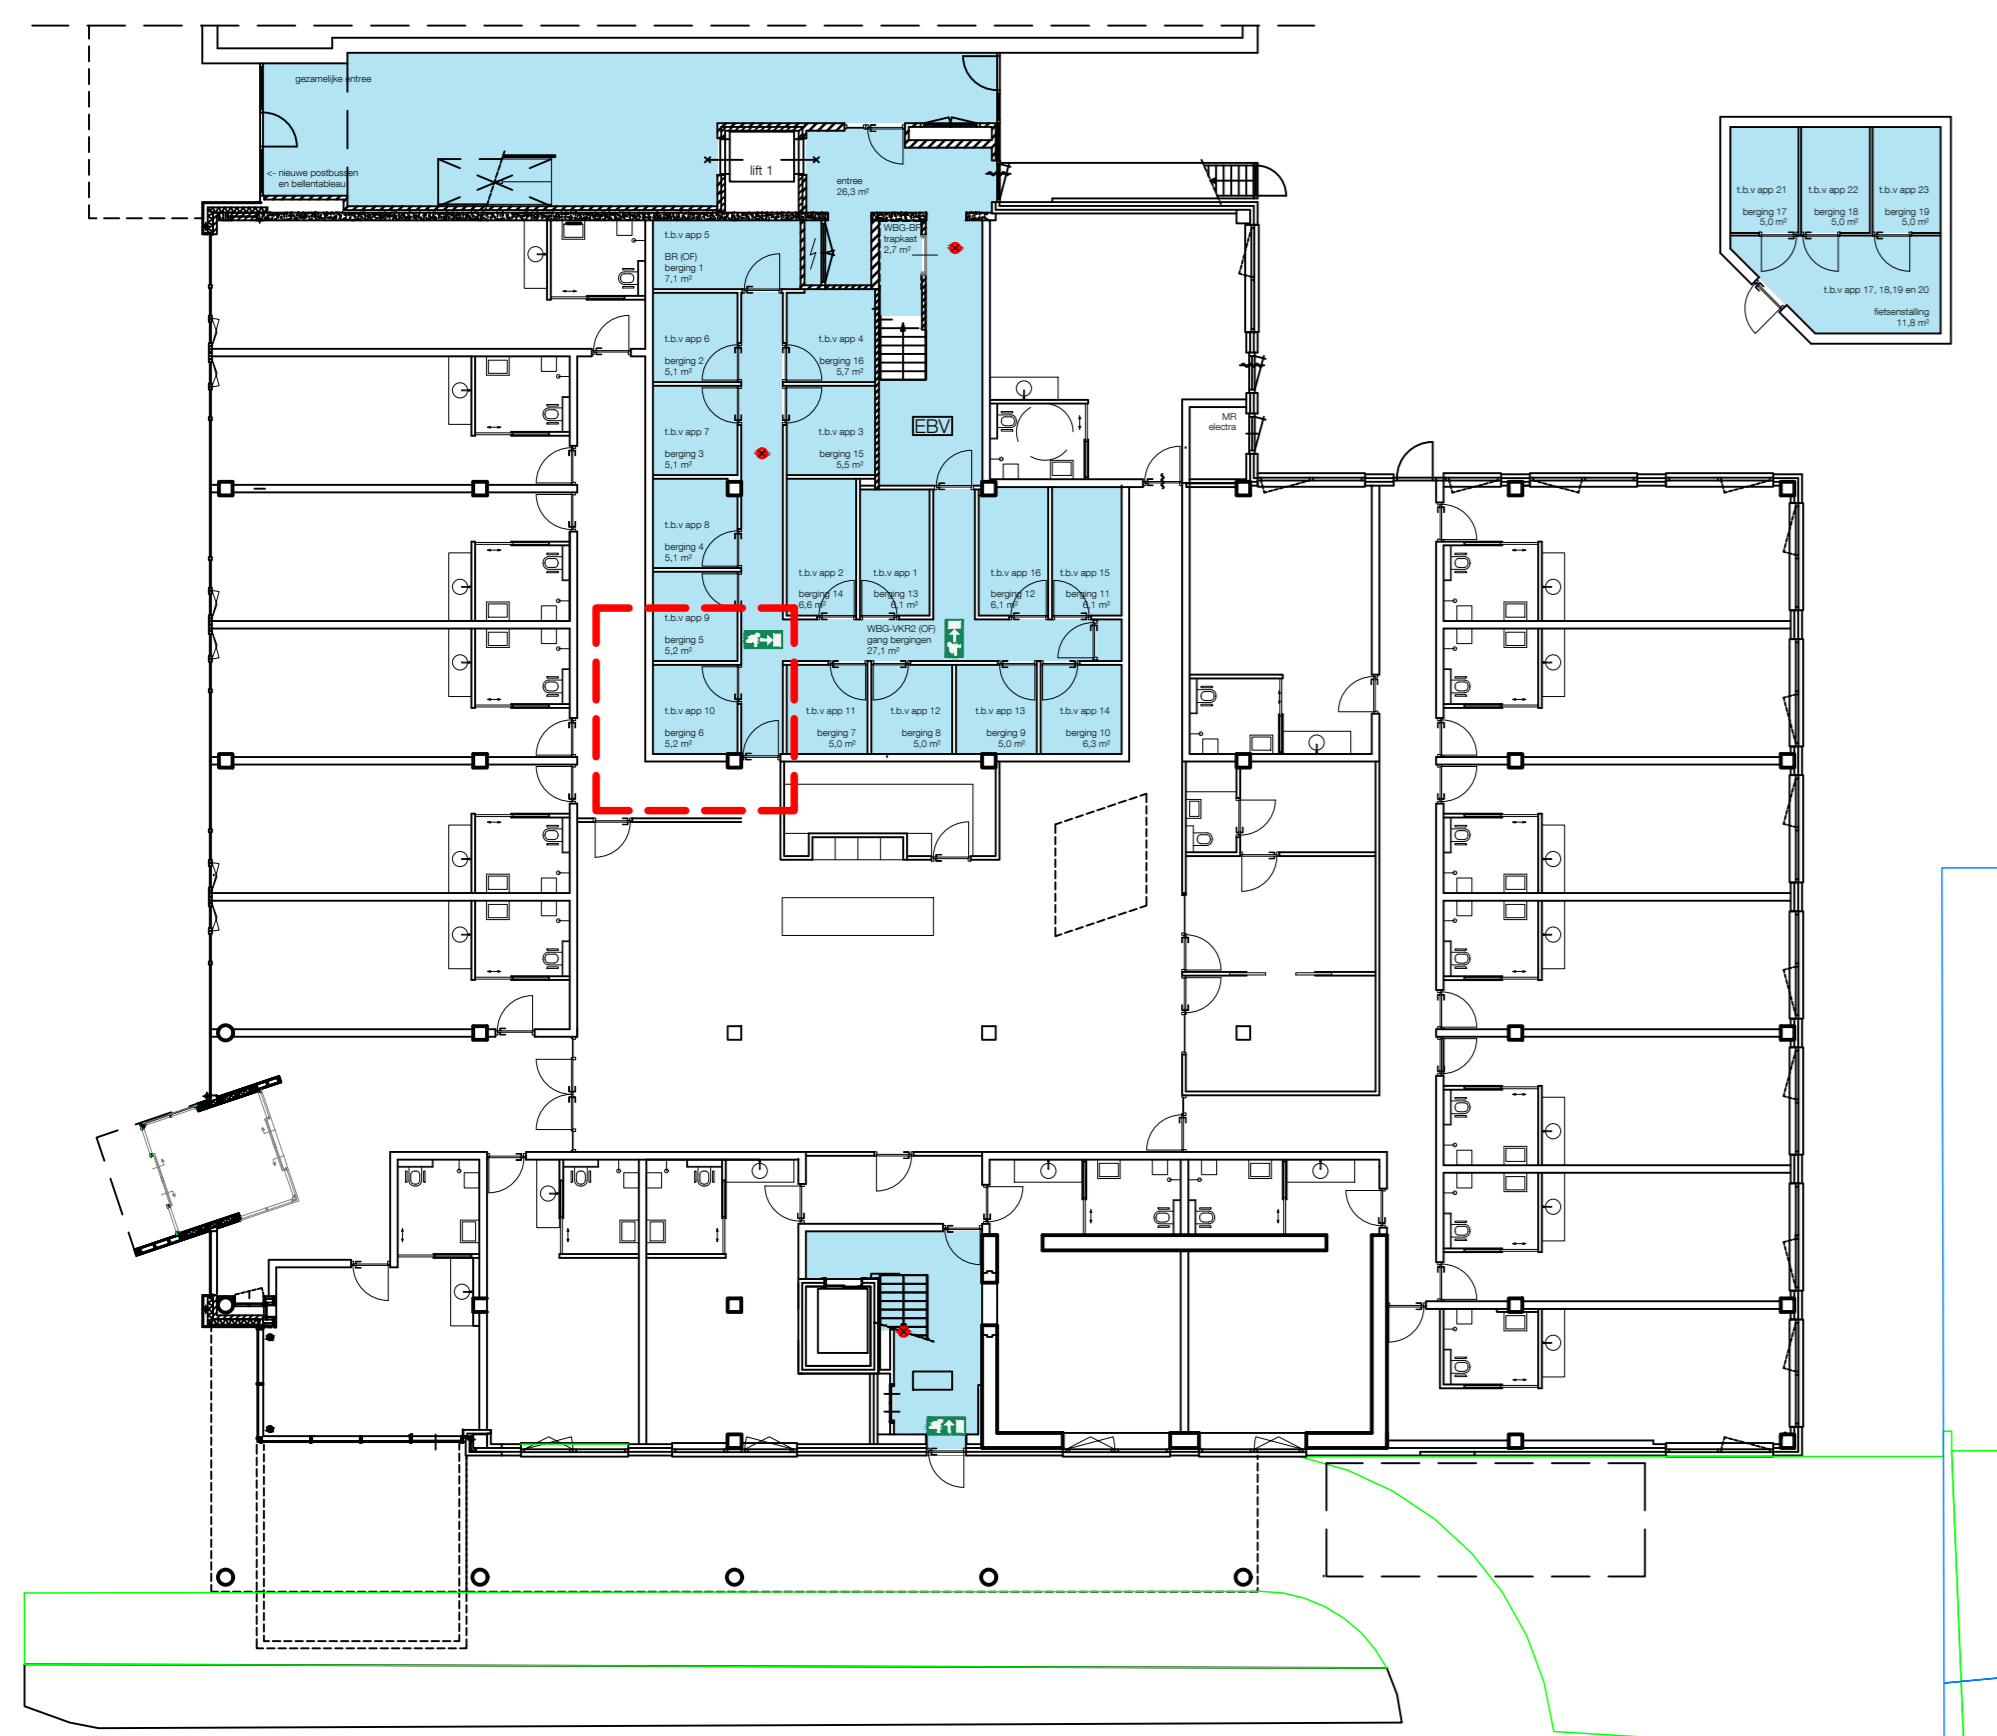 gezamelijke entree
<- nieuwe postbussen
en bellentableau
lift 1
entree
26,3 m²
t.b.v app 5
BR (OF)
berging 1
7,1 m²
trapkast
2,7 m²
t.b.v app 6
berging 2
5,1 m²
t.b.v app 4
berging 16
5,7 m²
t.b.v app 7
berging 3
5,1 m²
t.b.v app 3
berging 15
5,5 m²
EBV
MR
electra
t.b.v app 8
berging 4
5,1 m²
t.b.v app 2
berging 14
6,6 m²
t.b.v app 1
berging 13
6,1 m²
t.b.v app 16
berging 12
6,1 m²
t.b.v app 15
berging 11
6,1 m²
t.b.v app 9
berging 5
5,2 m²
WBG-VKR2 (OF)
gang bergingen
27,1 m²
t.b.v app 10
berging 6
5,2 m²
t.b.v app 11
berging 7
5,0 m²
t.b.v app 12
berging 8
5,0 m²
t.b.v app 13
berging 9
5,0 m²
t.b.v app 14
berging 10
6,3 m²
t.b.v app 21
berging 17
5,0 m²
t.b.v app 22
berging 18
5,0 m²
t.b.v app 23
berging 19
5,0 m²
t.b.v app 17, 18,19 en 20
fietsenstalling
11,8 m²